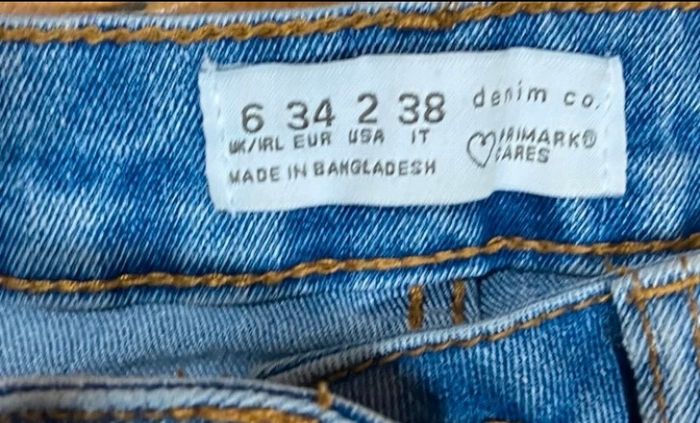 6 34 2 38
UK/IRL EUR USA IT
MADE IN BANGLADESH
denim co.
PRIMARK®
CARES